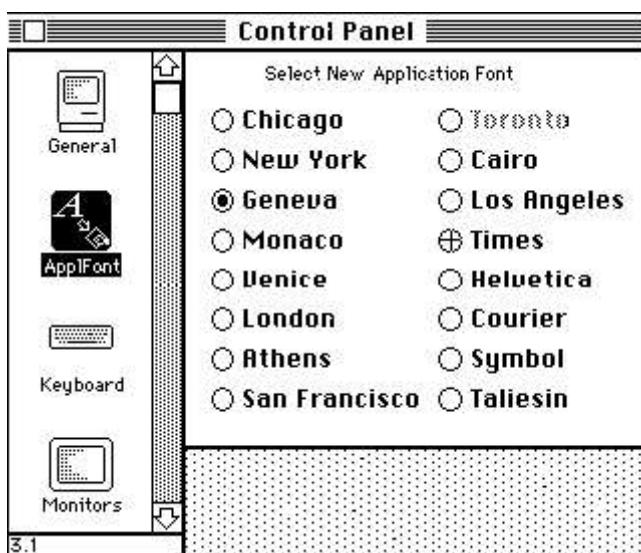 Control Panel
General
ApplFont
Keyboard
Monitors
3.1
Select New Application Font
Chicago
Toronto
New York
Cairo
Geneva
Los Angeles
Monaco
Times
Venice
Helvetica
London
Courier
Athens
Symbol
San Francisco
Taliesin